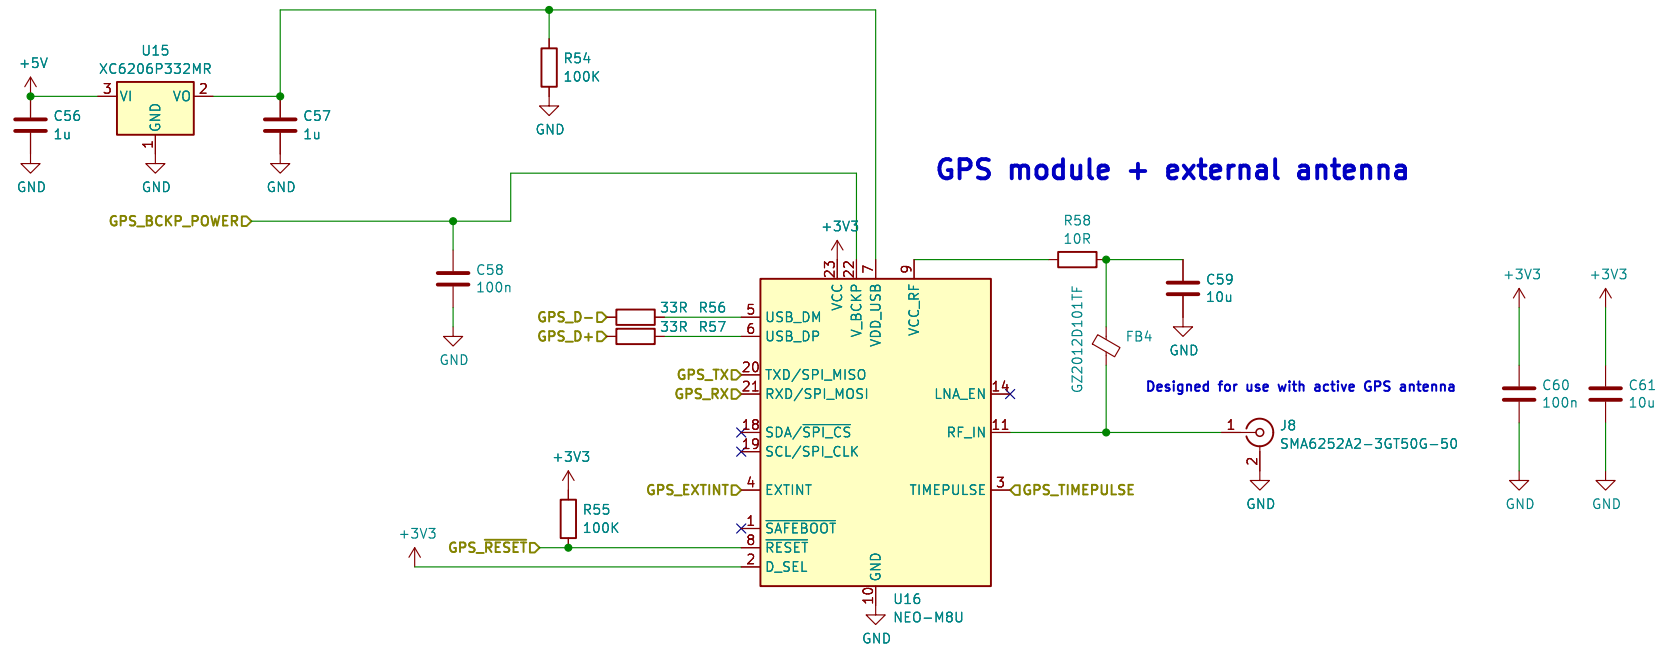 U15
XC6206P332MR
+5V
3 VI VO 2
GND
1
C56
1u
GND
GND
C57
1u
GND
R54
100K
GND
GPS module + external antenna
GPS_BCKP_POWER
C58
100n
GND
+3V3
23 22 7 9
VCC V_BCKP VDD_USB VCC_RF
R58
10R
C59
10u
GND
GZ2012D101TF
FB4
GPS_D- 33R R56 5 USB_DM
GPS_D+ 33R R57 6 USB_DP
GPS_TX 20 TXD/SPI_MISO
GPS_RX 21 RXD/SPI_MOSI
18 SDA/SPI_CS
19 SCL/SPI_CLK
GPS_EXTINT 4 EXTINT
1 SAFEBOOT
GPS_RESET 8 RESET
2 D_SEL
+3V3
R55
100K
+3V3
LNA_EN 14
RF_IN 11
TIMEPULSE 3 GPS_TIMEPULSE
GND
10
U16
NEO-M8U
GND
Designed for use with active GPS antenna
1
J8
SMA6252A2-3GT50G-50
2
GND
+3V3
C60
100n
GND
+3V3
C61
10u
GND